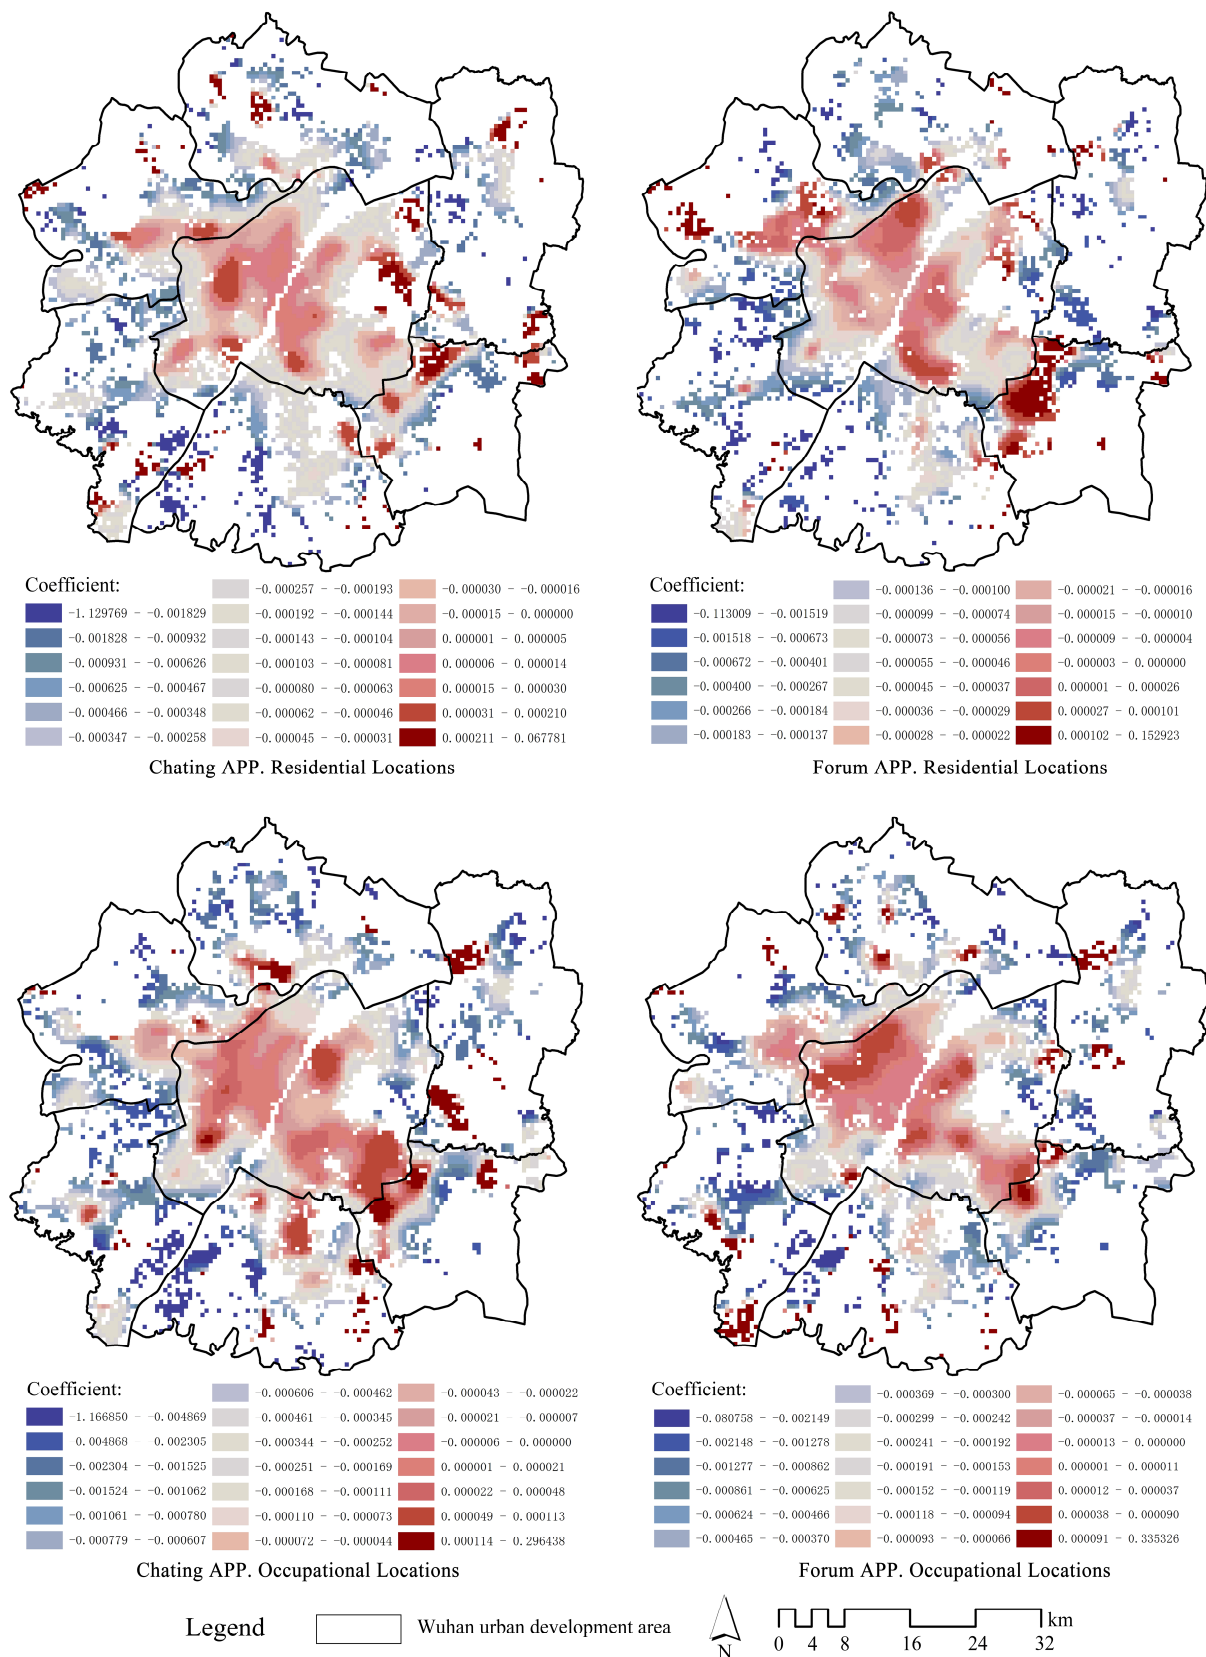 Coefficient:
-1.129769 - -0.001829
-0.001828 - -0.000932
-0.000931 - -0.000626
-0.000625 - -0.000467
-0.000466 - -0.000348
-0.000347 - -0.000258
-0.000257 - -0.000193
-0.000192 - -0.000144
-0.000143 - -0.000104
-0.000103 - -0.000081
-0.000080 - -0.000063
-0.000062 - -0.000046
-0.000045 - -0.000031
-0.000030 - -0.000016
-0.000015 - -0.000000
0.000001 - 0.000005
0.000006 - 0.000014
0.000015 - 0.000030
0.000031 - 0.000210
0.000211 - 0.067781
Chating APP. Residential Locations
Coefficient:
-0.113009 - -0.001519
-0.001518 - -0.000673
-0.000672 - -0.000401
-0.000400 - -0.000267
-0.000266 - -0.000184
-0.000183 - -0.000137
-0.000136 - -0.000100
-0.000099 - -0.000074
-0.000073 - -0.000056
-0.000055 - -0.000046
-0.000045 - -0.000037
-0.000036 - -0.000029
-0.000028 - -0.000022
-0.000021 - -0.000016
-0.000015 - -0.000010
-0.000009 - -0.000004
-0.000003 - 0.000000
0.000001 - 0.000026
0.000027 - 0.000101
0.000102 - 0.152923
Forum APP. Residential Locations
Coefficient:
-1.166850 - -0.004869
0.004868 0.002305
-0.002304 - -0.001525
-0.001524 - -0.001062
-0.001061 - -0.000780
-0.000779 - -0.000607
-0.000606 - -0.000462
-0.000461 - -0.000345
-0.000344 - -0.000252
-0.000251 - -0.000169
-0.000168 - -0.000111
-0.000110 - -0.000073
-0.000072 - -0.000044
-0.000043 - -0.000022
-0.000021 - -0.000007
-0.000006 - -0.000000
0.000001 - 0.000021
0.000022 - 0.000048
0.000049 - 0.000113
0.000114 - 0.296438
Chating APP. Occupational Locations
Coefficient:
-0.080758 - -0.002149
-0.002148 - -0.001278
-0.001277 - -0.000862
-0.000861 - -0.000625
-0.000624 - -0.000466
-0.000465 - -0.000370
-0.000369 - -0.000300
-0.000299 - -0.000242
-0.000241 - -0.000192
-0.000191 - -0.000153
-0.000152 - -0.000119
-0.000118 - -0.000094
-0.000093 - -0.000066
-0.000065 - -0.000038
-0.000037 - -0.000014
-0.000013 - -0.000000
0.000001 - 0.000011
0.000012 - 0.000037
0.000038 - 0.000090
0.000091 - 0.335326
Forum APP. Occupational Locations
Legend
Wuhan urban development area
N
km
0 4 8 16 24 32